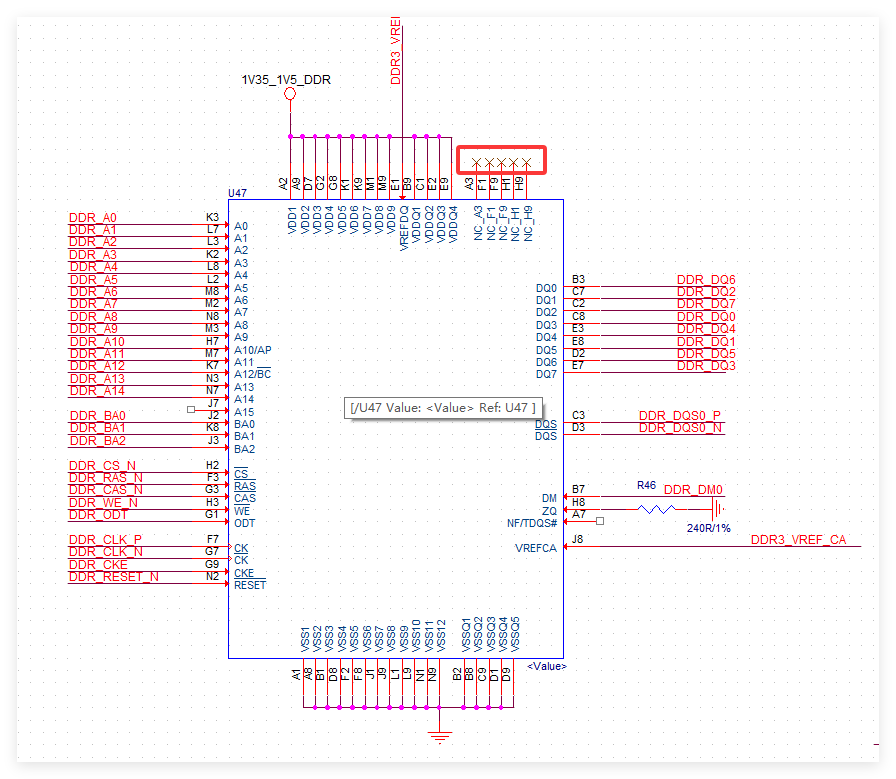 DDR3_VREI
1V35_1V5_DDR
A2 A9 D7 G2 G8 K1 K9 M1 M9 E1 B9 C1 E2 E9 A3 F1 F9 H1 H9
U47
VDD1 VDD2 VDD3 VDD4 VDD5 VDD6 VDD7 VDD8 VDD9 VREFDQ VDDQ1 VDDQ2 VDDQ3 VDDQ4 NC_A3 NC_F1 NC_F9 NC_H1 NC_H9
DDR_A0 K3 A0
DDR_A1 L7 A1
DDR_A2 L3 A2
DDR_A3 K2 A3
DDR_A4 L8 A4
DDR_A5 L2 A5
DDR_A6 M8 A6
DDR_A7 M2 A7
DDR_A8 N8 A8
DDR_A9 M3 A9
DDR_A10 H7 A10/AP
DDR_A11 M7 A11
DDR_A12 K7 A12/BC
DDR_A13 N3 A13
DDR_A14 N7 A14
J7 A15
DDR_BA0 J2 BA0
DDR_BA1 K8 BA1
DDR_BA2 J3 BA2
DDR_CS_N H2 CS
DDR_RAS_N F3 RAS
DDR_CAS_N G3 CAS
DDR_WE_N H3 WE
DDR_ODT G1 ODT
DDR_CLK_P F7 CK
DDR_CLK_N G7 CK
DDR_CKE G9 CKE
DDR_RESET_N N2 RESET
DQ0 B3 DDR_DQ6
DQ1 C7 DDR_DQ2
DQ2 C2 DDR_DQ7
DQ3 C8 DDR_DQ0
DQ4 E3 DDR_DQ4
DQ5 E8 DDR_DQ1
DQ6 D2 DDR_DQ5
DQ7 E7 DDR_DQ3
[/U47 Value: <Value> Ref: U47 ]
DQS C3 DDR_DQS0_P
DQS D3 DDR_DQS0_N
DM B7 R46 DDR_DM0
ZQ H8
NF/TDQS# A7 240R/1%
VREFCA J8 DDR3_VREF_CA
VSS1 VSS2 VSS3 VSS4 VSS5 VSS6 VSS7 VSS8 VSS9 VSS10 VSS11 VSS12 VSSQ1 VSSQ2 VSSQ3 VSSQ4 VSSQ5
<Value>
A1 A8 B1 D8 F2 F8 J1 J9 L1 L9 N1 N9 B2 B8 C9 D1 D9